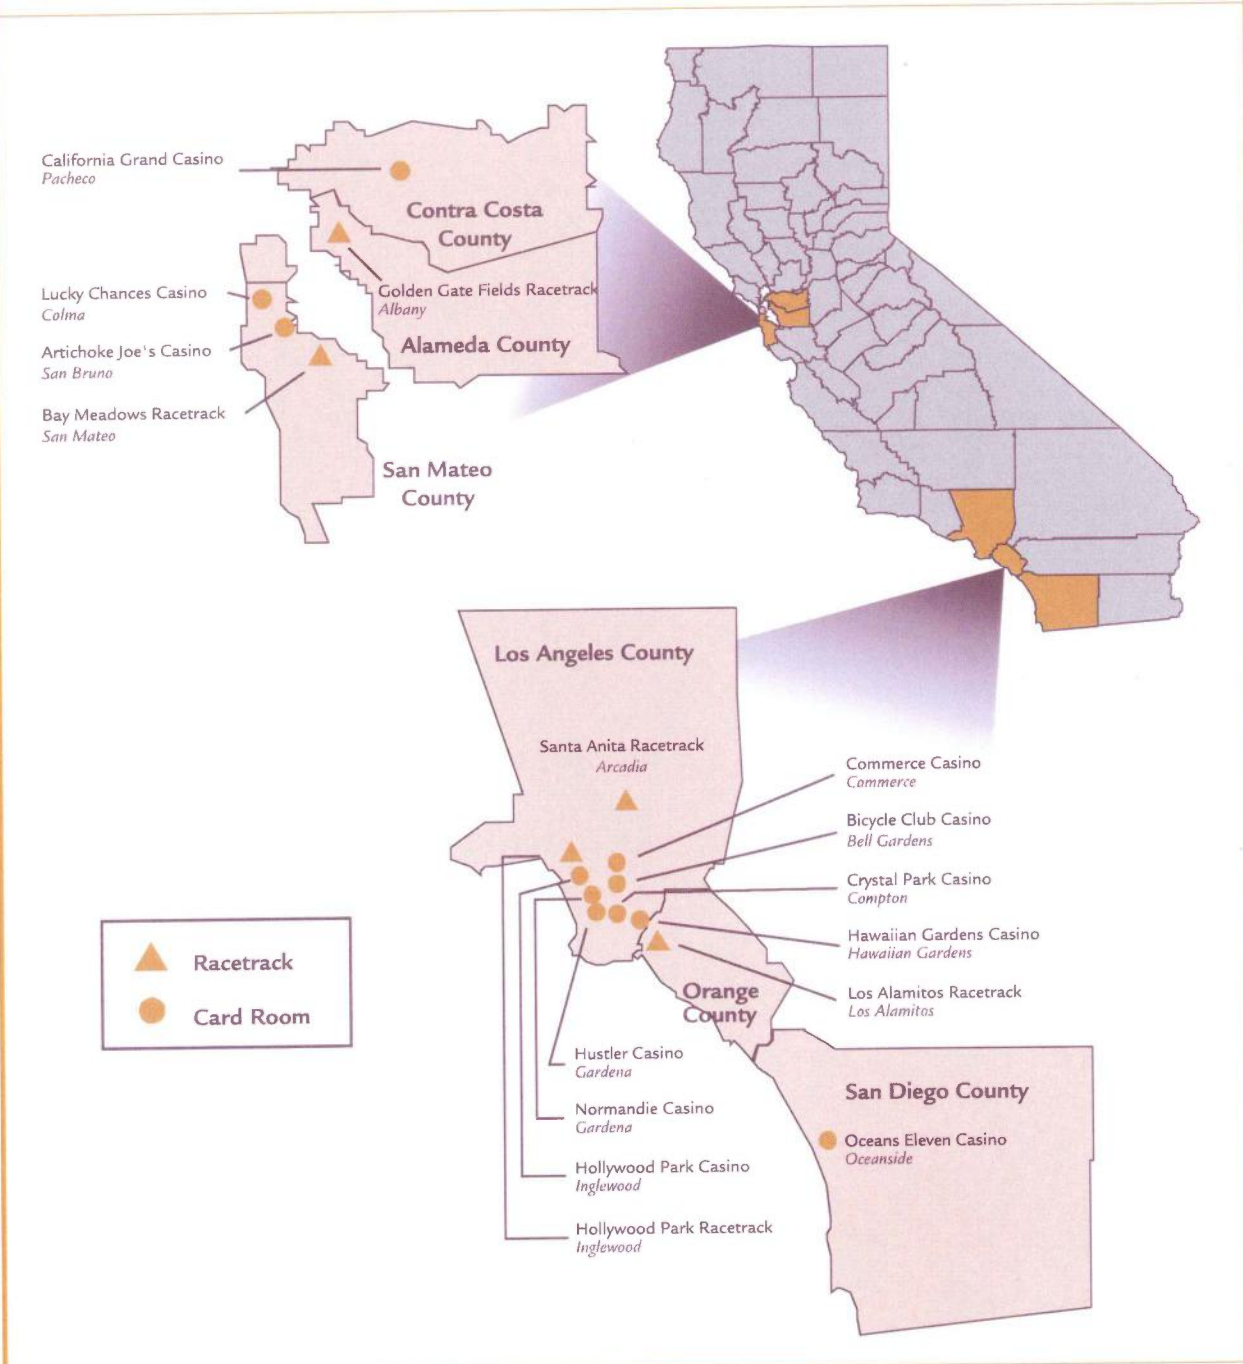 California Grand Casino
Pacheco
Contra Costa
County
Lucky Chances Casino
Colma
Golden Gate Fields Racetrack
Albany
Artichoke Joe's Casino
San Bruno
Alameda County
Bay Meadows Racetrack
San Mateo
San Mateo
County
Los Angeles County
Santa Anita Racetrack
Arcadia
Commerce Casino
Commerce
Bicycle Club Casino
Bell Gardens
Crystal Park Casino
Compton
Hawaiian Gardens Casino
Hawaiian Gardens
Los Alamitos Racetrack
Los Alamitos
Orange
County
Racetrack
Card Room
Hustler Casino
Gardena
Normandie Casino
Gardena
Hollywood Park Casino
Inglewood
Hollywood Park Racetrack
Inglewood
San Diego County
Oceans Eleven Casino
Oceanside